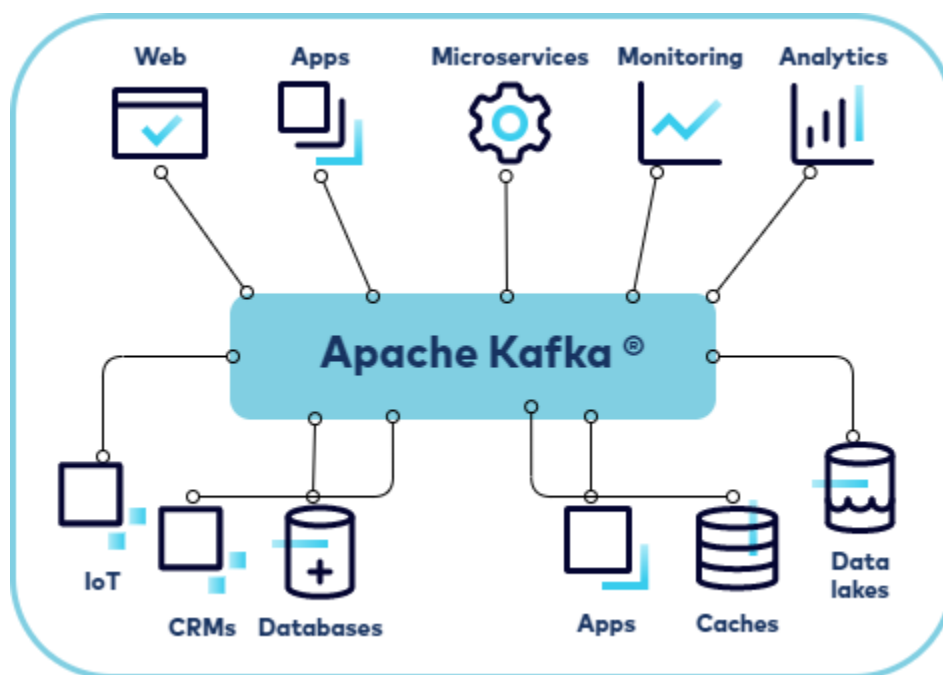 Web
Apps
Microservices
Monitoring
Analytics
Apache Kafka ®
IoT
CRMs
Databases
Apps
Caches
Data
lakes